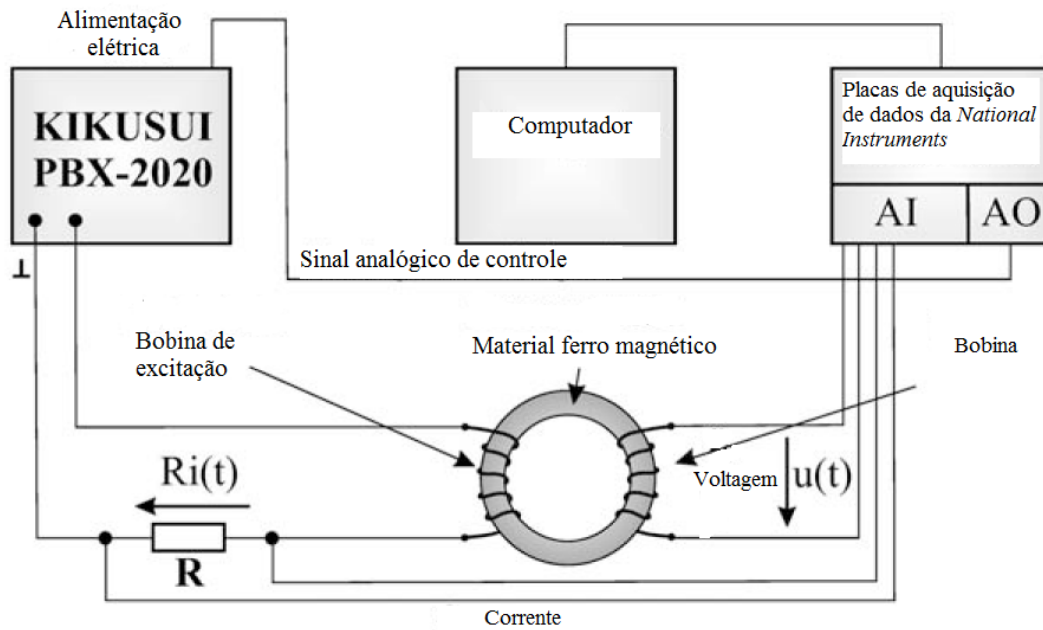 Alimentação
elétrica
KIKUSUI
PBX-2020
Computador
Placas de aquisição
de dados da National
Instruments
AI
AO
⊥
Sinal analógico de controle
Bobina de
excitação
Material ferro magnético
Bobina
Ri(t)
Voltagem
u(t)
R
Corrente